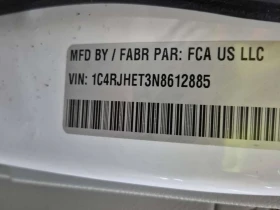 MFD BY / FABR PAR: FCA US LLC
VIN: 1C4RJHET3N8612885